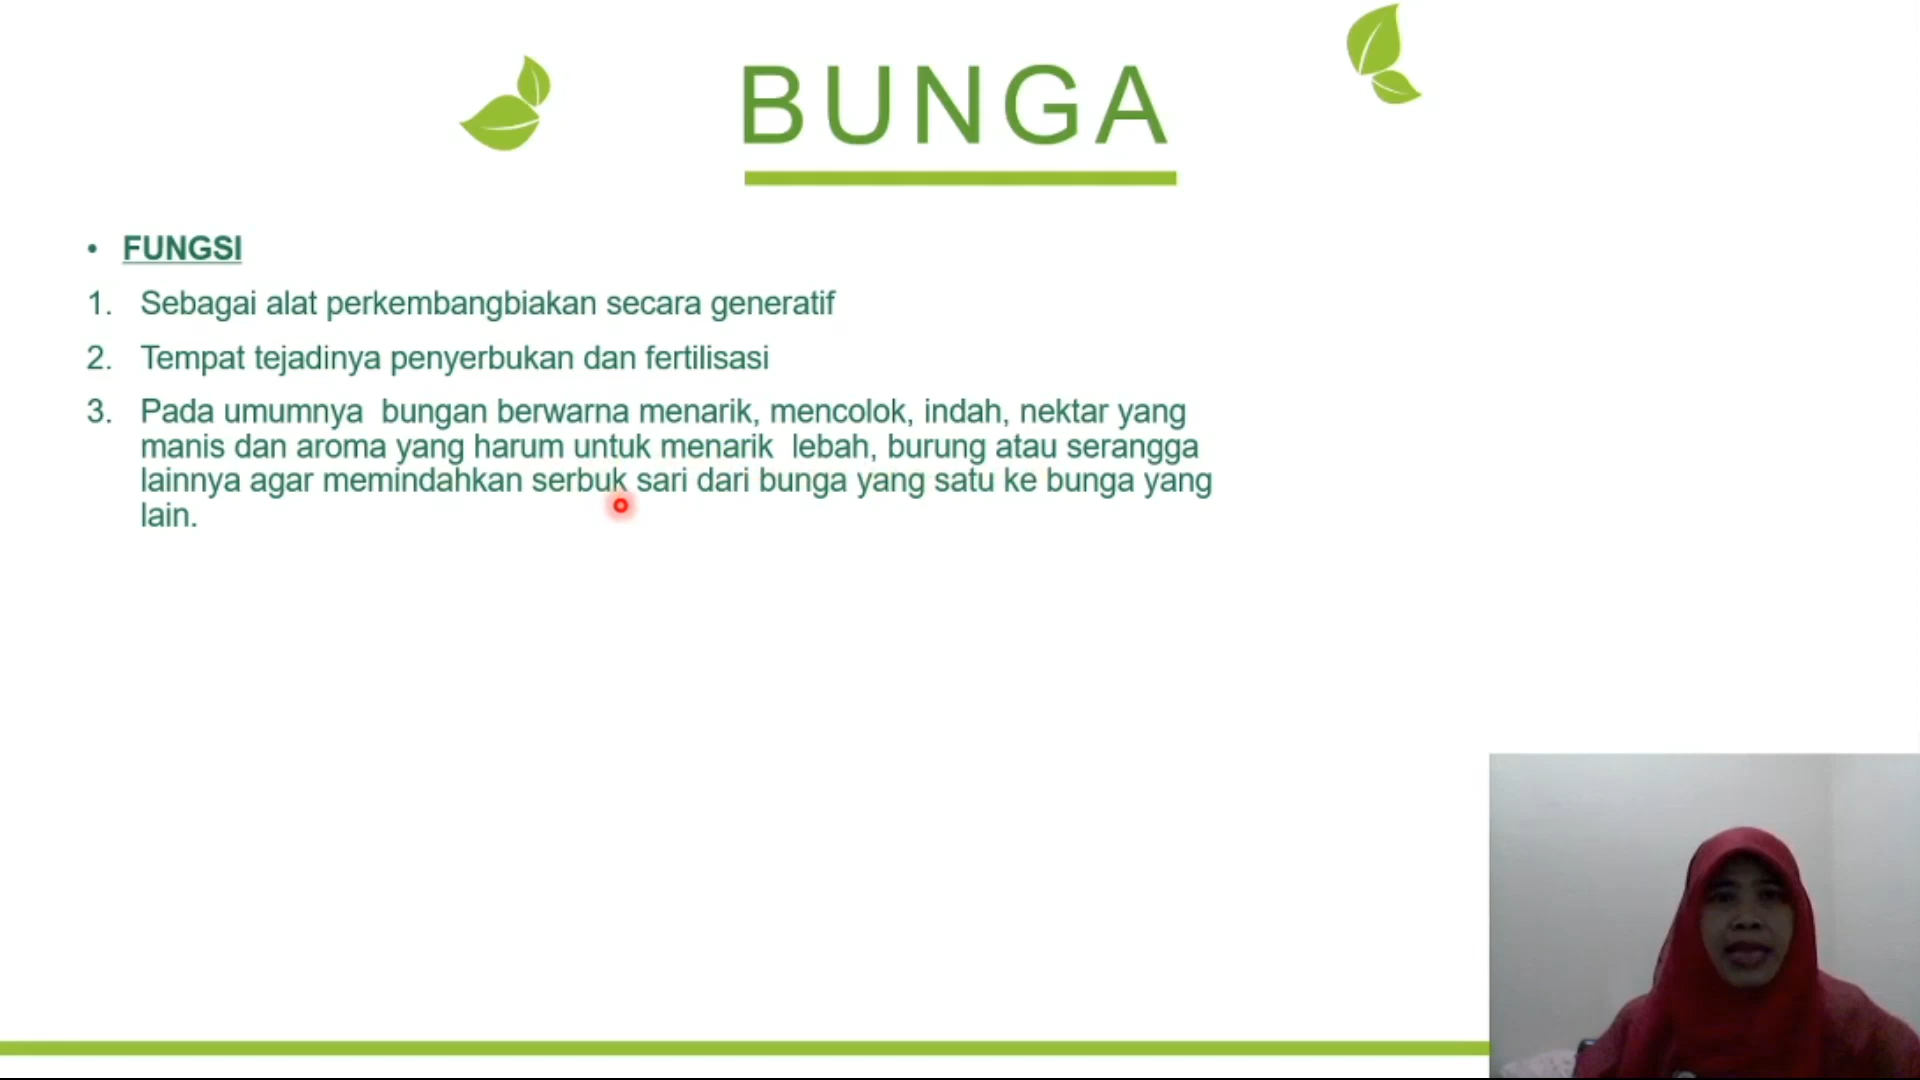 BUNGA
• FUNGSI
1. Sebagai alat perkembangbiakan secara generatif
2. Tempat tejadinya penyerbukan dan fertilisasi
3. Pada umumnya bungan berwarna menarik, mencolok, indah, nektar yang
manis dan aroma yang harum untuk menarik lebah, burung atau serangga
lainnya agar memindahkan serbuk sari dari bunga yang satu ke bunga yang
lain.